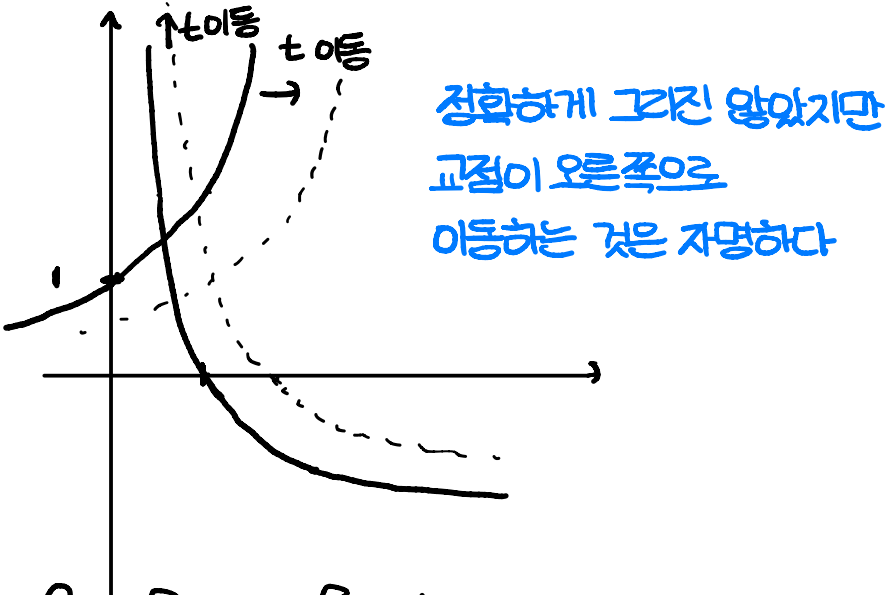 t이동
t 이동
정확하게 그리진 않았지만
교점이 오른쪽으로
이동하는 것은 자명하다
1